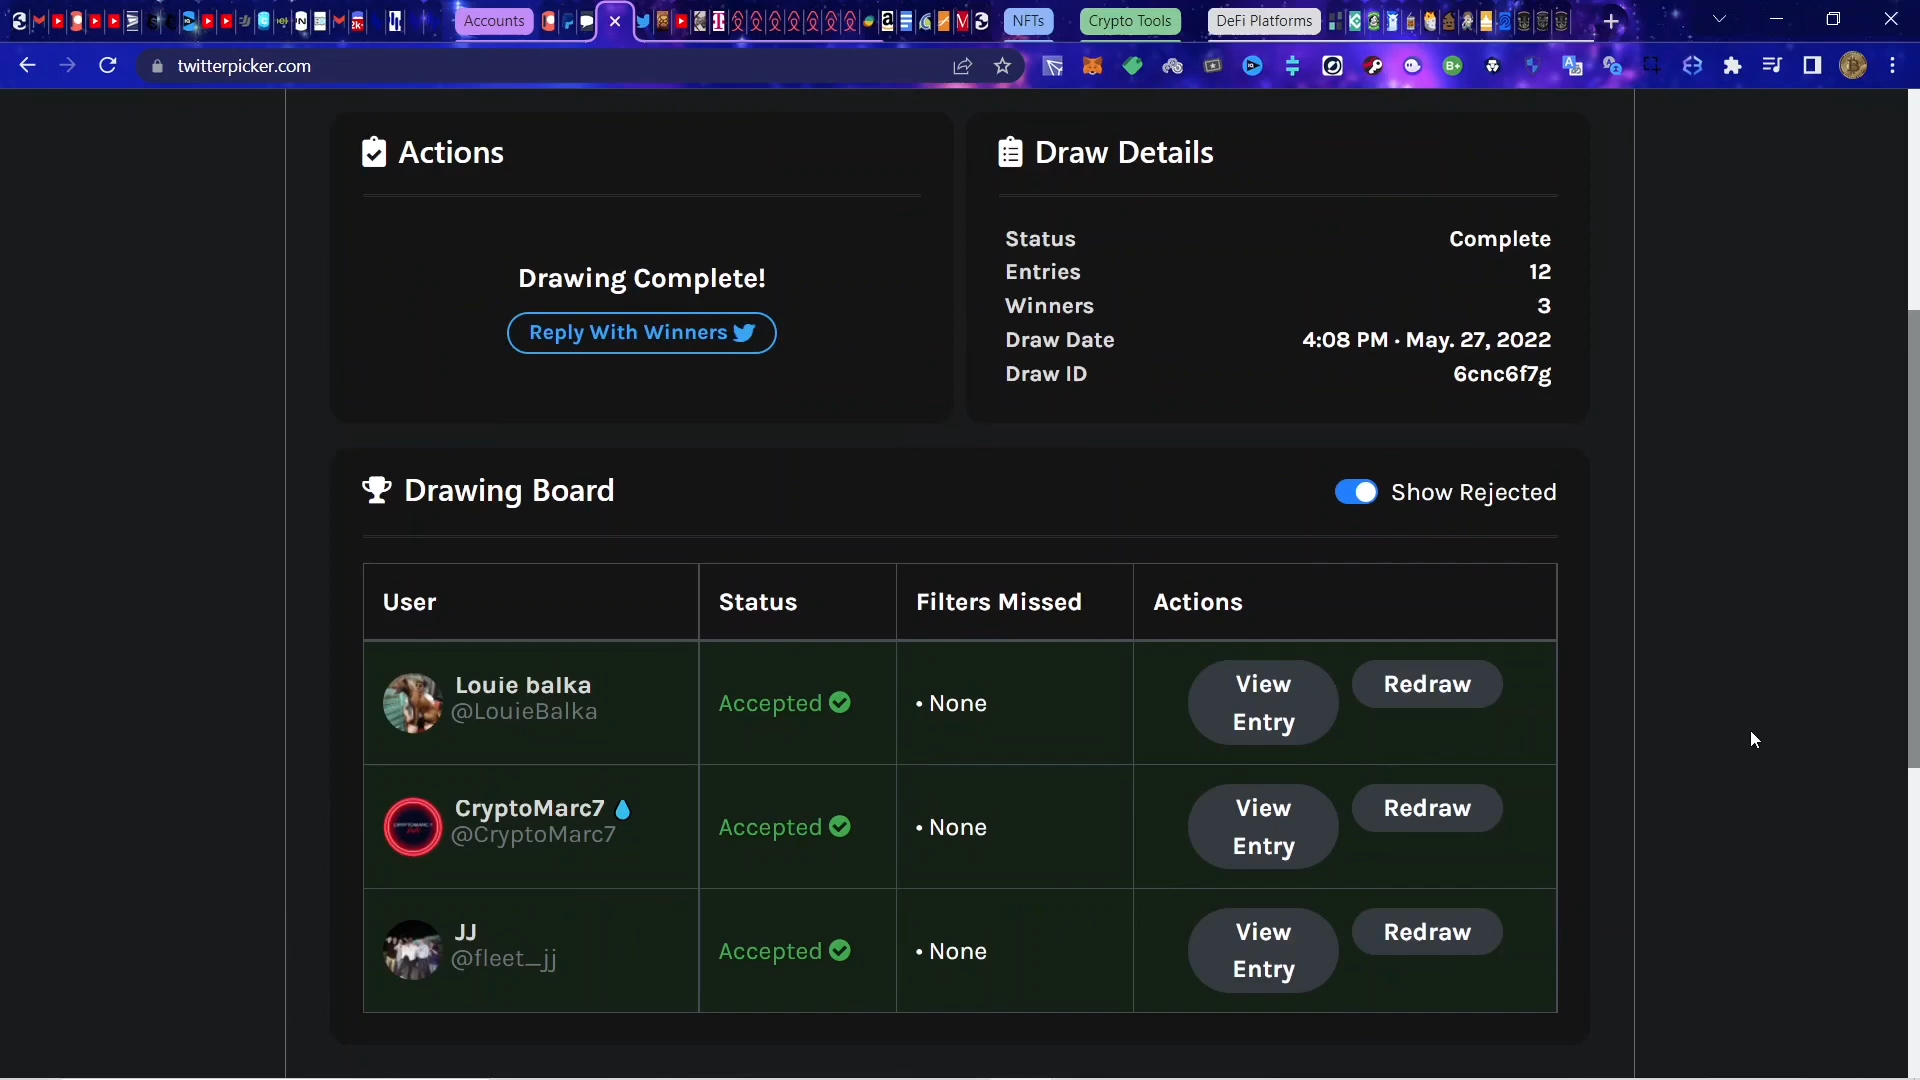 Accounts
NFTs
Crypto Tools
DeFi Platforms
twitterpicker.com
Actions
Draw Details
Drawing Complete!
Reply With Winners
Status Complete
Entries 12
Winners 3
Draw Date 4:08 PM · May. 27, 2022
Draw ID 6cnc6f7g
Drawing Board
Show Rejected
User Status Filters Missed Actions
Louie balka
@LouieBalka
Accepted
• None
View Entry
Redraw
CryptoMarc7
@CryptoMarc7
Accepted
• None
View Entry
Redraw
JJ
@fleet_jj
Accepted
• None
View Entry
Redraw